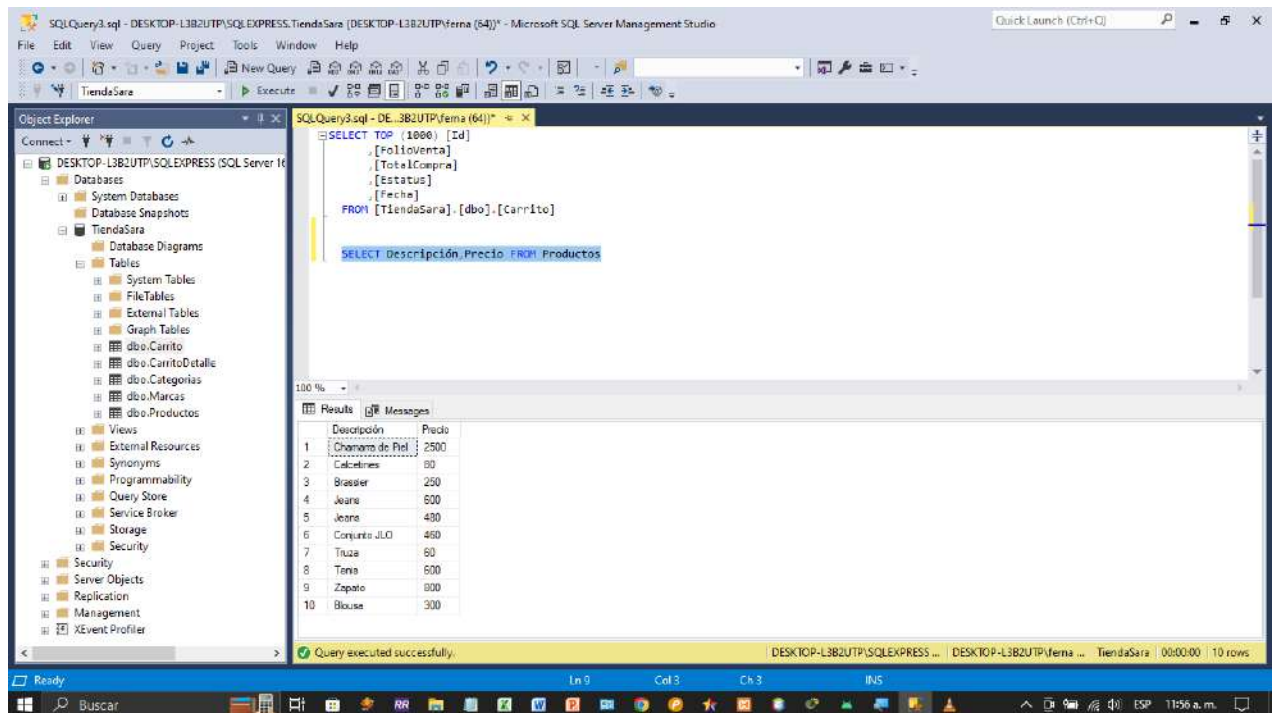 SQLQuery3.sql - DESKTOP-L3B2UTP\SQLEXPRESS.TiendaSara (DESKTOP-L3B2UTP\ferna (64))* - Microsoft SQL Server Management Studio
Quick Launch (Ctrl+Q)
File Edit View Query Project Tools Window Help
New Query
TiendaSara
Execute
Object Explorer
SQLQuery3.sql - DE...3B2UTP\ferna (64))*
Connect
DESKTOP-L3B2UTP\SQLEXPRESS (SQL Server 16
Databases
System Databases
Database Snapshots
TiendaSara
Database Diagrams
Tables
System Tables
FileTables
External Tables
Graph Tables
dbo.Carrito
dbo.CarritoDetalle
dbo.Categorias
dbo.Marcas
dbo.Productos
Views
External Resources
Synonyms
Programmability
Query Store
Service Broker
Storage
Security
Security
Server Objects
Replication
Management
XEvent Profiler
SELECT TOP (1000) [Id]
,[FolioVenta]
,[TotalCompra]
,[Estatus]
,[Fecha]
FROM [TiendaSara].[dbo].[Carrito]
SELECT Descripción,Precio FROM Productos
100 %
Results Messages
Descripción Precio
1 Chamarra de Piel 2500
2 Calcetines 80
3 Brassier 250
4 Jeans 600
5 Jeans 480
6 Conjunto JLO 460
7 Truza 60
8 Tenis 600
9 Zapato 800
10 Blousa 300
Query executed successfully.
DESKTOP-L3B2UTP\SQLEXPRESS ... DESKTOP-L3B2UTP\ferna ... TiendaSara 00:00:00 10 rows
Ready Ln 9 Col 3 Ch 3 INS
Buscar
ESP 11:56 a. m.